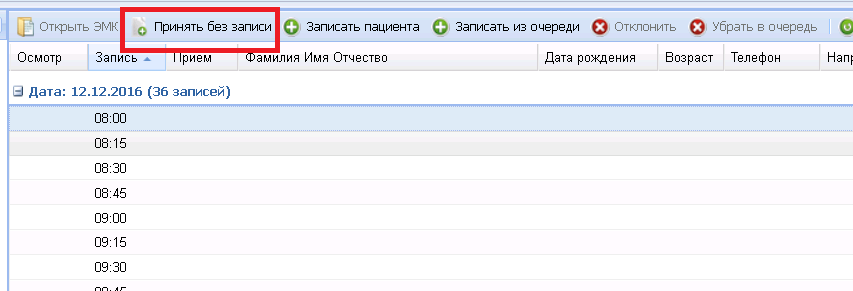 Открыть ЭМК Принять без записи Записать пациента Записать из очереди Отклонить Убрать в очередь
Осмотр Запись Прием Фамилия Имя Отчество Дата рождения Возраст Телефон Напр
Дата: 12.12.2016 (36 записей)
08:00
08:15
08:30
08:45
09:00
09:15
09:30